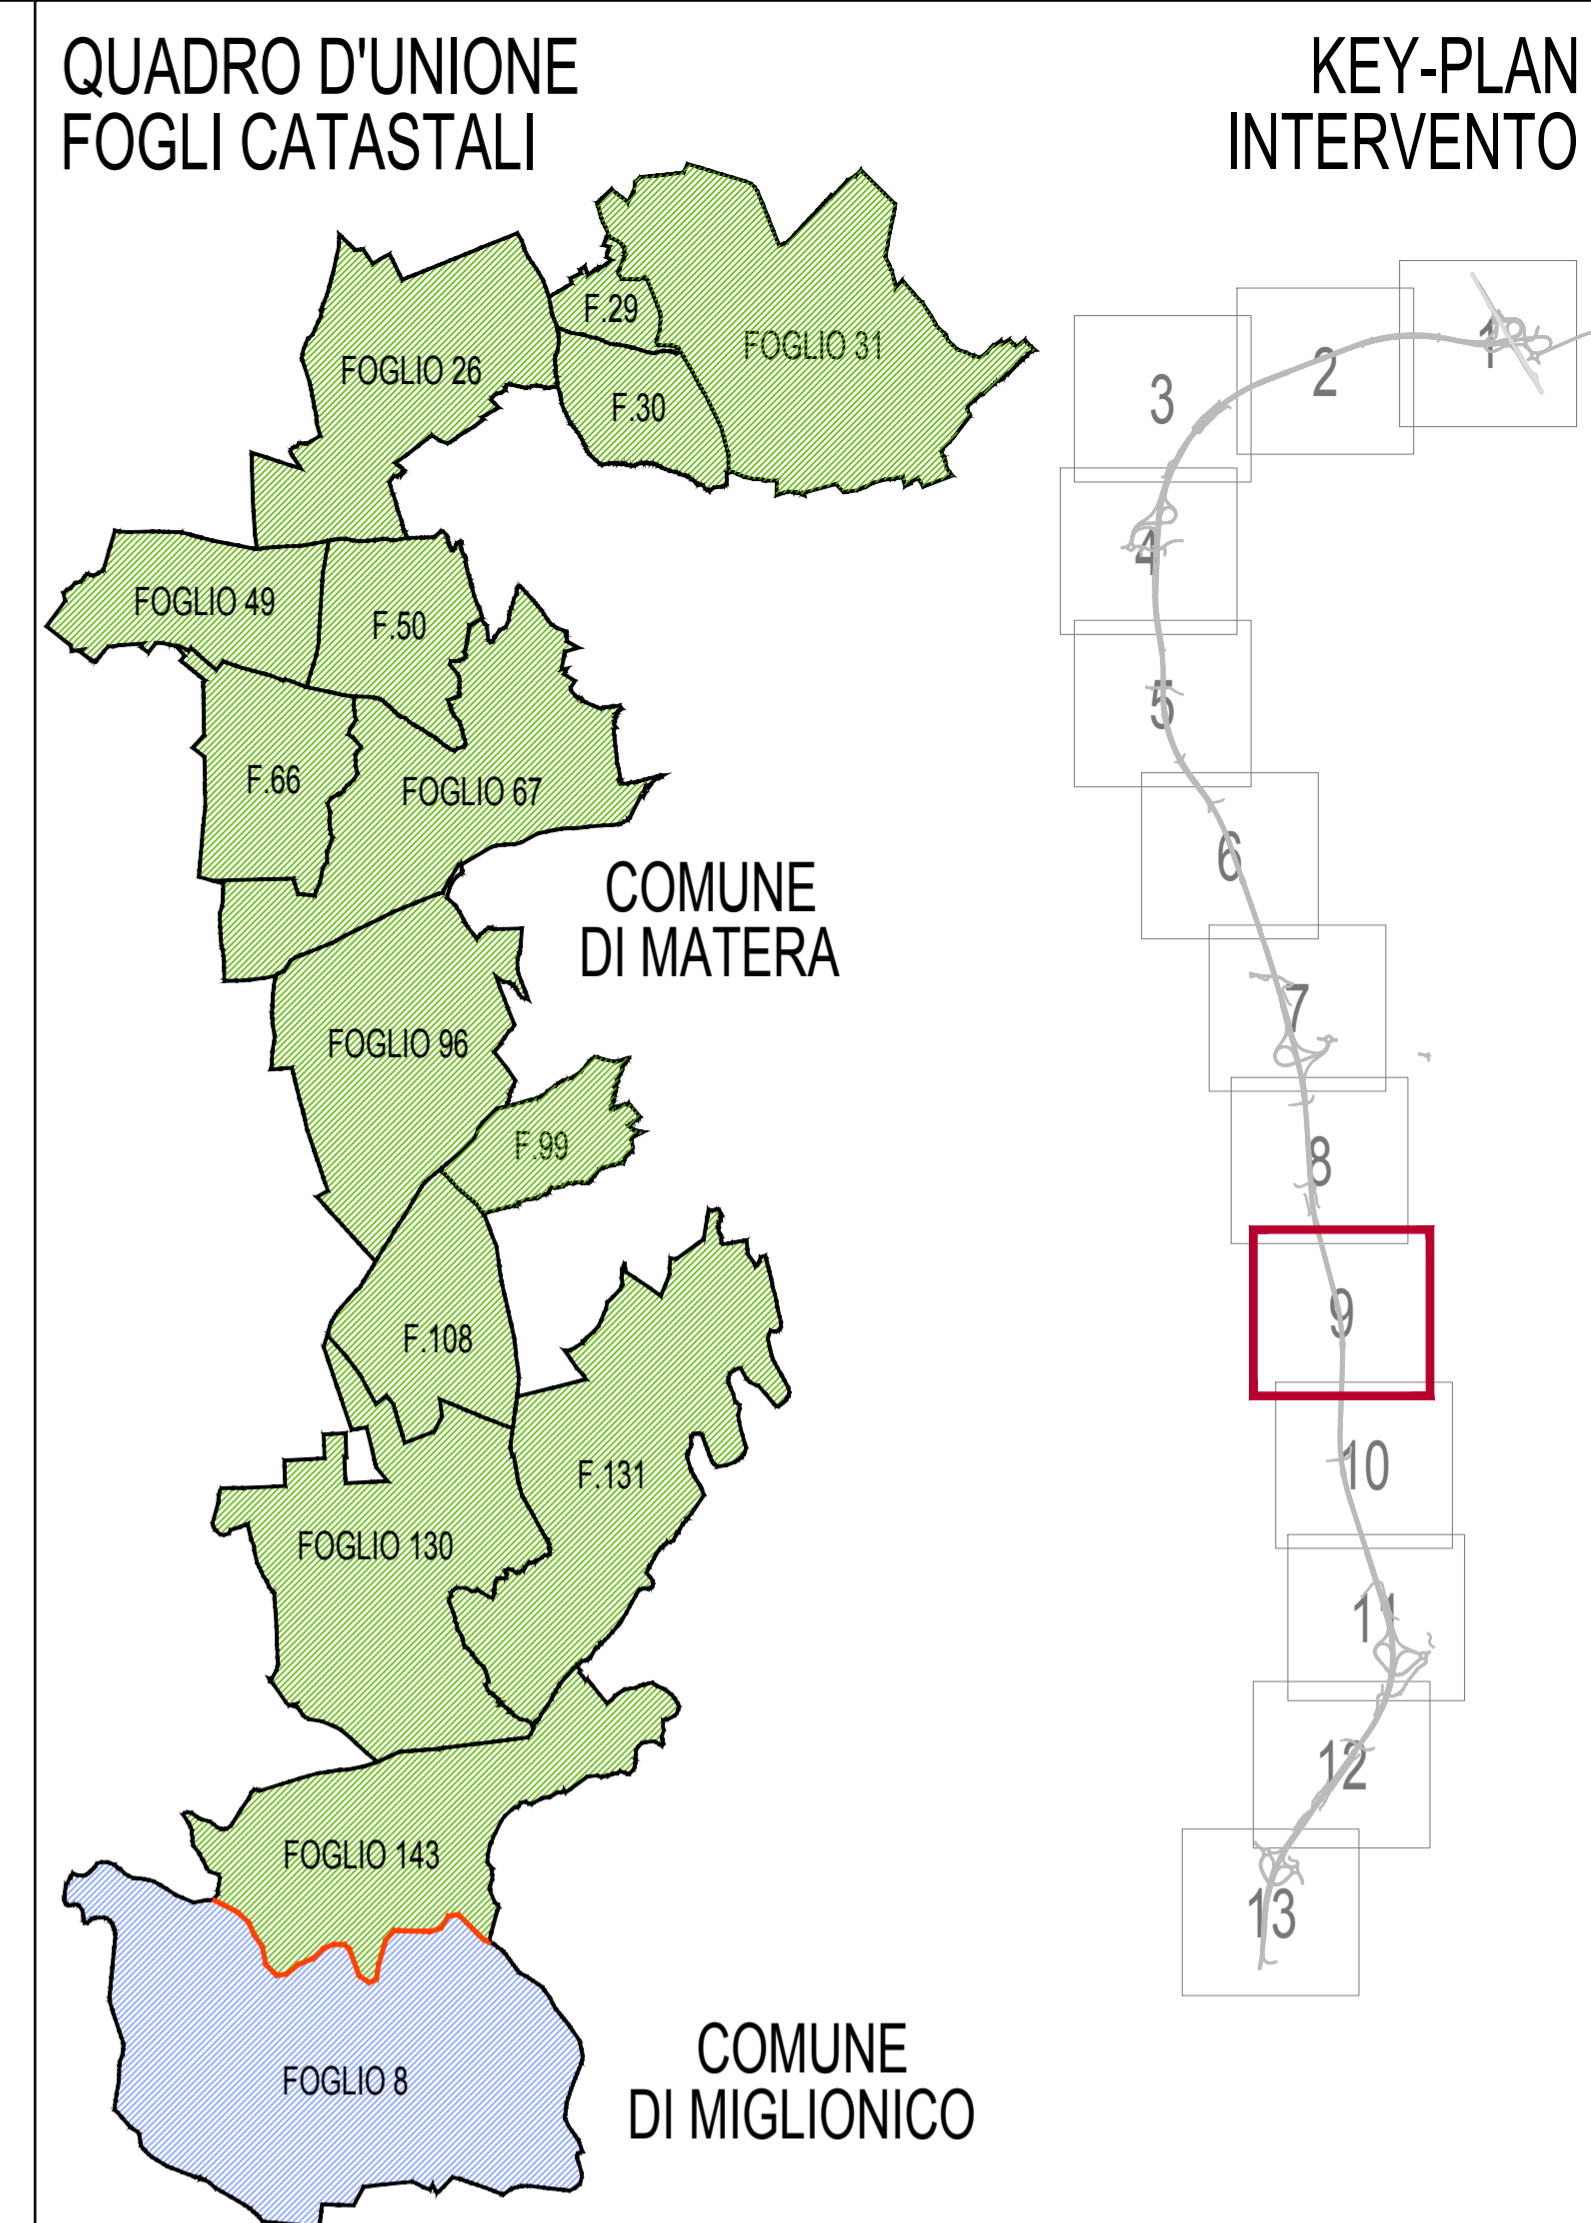 QUADRO D'UNIONE
FOGLI CATASTALI
KEY-PLAN
INTERVENTO
F.29
FOGLIO 31
FOGLIO 26
F.30
FOGLIO 49
F.50
F.66
FOGLIO 67
COMUNE
DI MATERA
FOGLIO 96
F.99
F.108
F.131
FOGLIO 130
FOGLIO 143
FOGLIO 8
COMUNE
DI MIGLIONICO
1
2
3
4
5
6
7
8
9
10
11
12
13